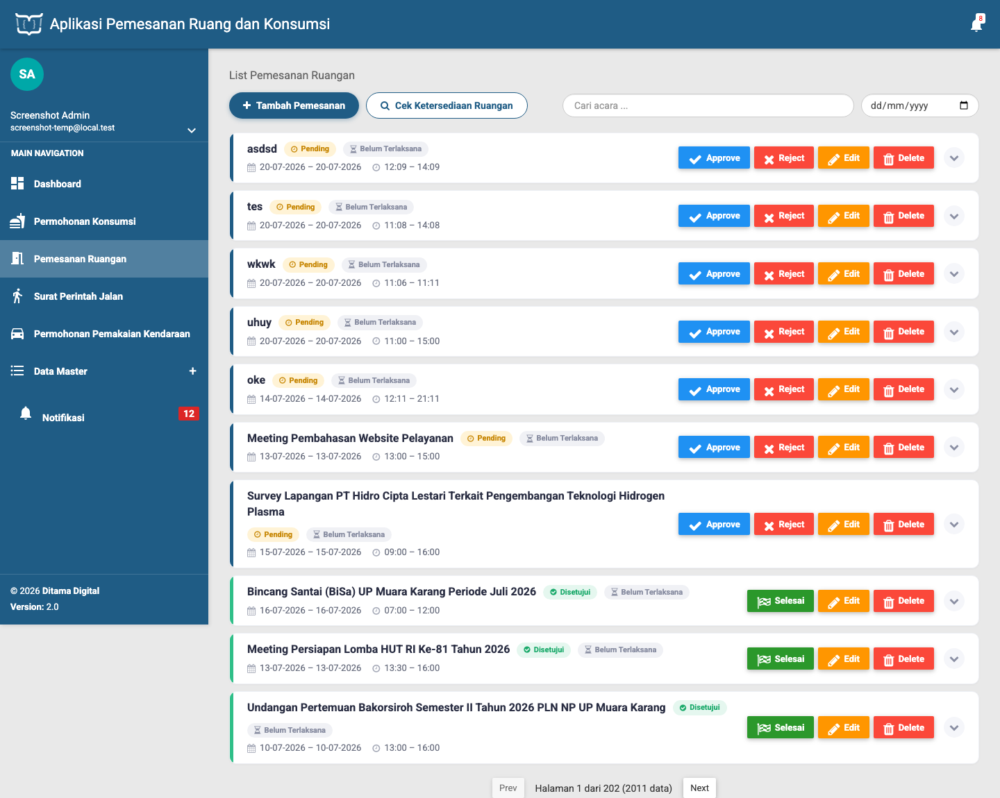 Aplikasi Pemesanan Ruang dan Konsumsi
8
SA
Screenshot Admin
screenshot-temp@local.test
MAIN NAVIGATION
Dashboard
Permohonan Konsumsi
Pemesanan Ruangan
Surat Perintah Jalan
Permohonan Pemakaian Kendaraan
Data Master +
Notifikasi 12
© 2026 Ditama Digital
Version: 2.0
List Pemesanan Ruangan
Tambah Pemesanan Cek Ketersediaan Ruangan Cari acara ... dd/mm/yyyy
asdsd Pending Belum Terlaksana
20-07-2026 – 20-07-2026 12:09 – 14:09
Approve Reject Edit Delete
tes Pending Belum Terlaksana
20-07-2026 – 20-07-2026 11:08 – 14:08
Approve Reject Edit Delete
wkwk Pending Belum Terlaksana
20-07-2026 – 20-07-2026 11:06 – 11:11
Approve Reject Edit Delete
uhuy Pending Belum Terlaksana
20-07-2026 – 20-07-2026 11:00 – 15:00
Approve Reject Edit Delete
oke Pending Belum Terlaksana
14-07-2026 – 14-07-2026 12:11 – 21:11
Approve Reject Edit Delete
Meeting Pembahasan Website Pelayanan Pending Belum Terlaksana
13-07-2026 – 13-07-2026 13:00 – 15:00
Approve Reject Edit Delete
Survey Lapangan PT Hidro Cipta Lestari Terkait Pengembangan Teknologi Hidrogen
Plasma
Pending Belum Terlaksana
15-07-2026 – 15-07-2026 09:00 – 16:00
Approve Reject Edit Delete
Bincang Santai (BiSa) UP Muara Karang Periode Juli 2026 Disetujui Belum Terlaksana
16-07-2026 – 16-07-2026 07:00 – 12:00
Selesai Edit Delete
Meeting Persiapan Lomba HUT RI Ke-81 Tahun 2026 Disetujui Belum Terlaksana
13-07-2026 – 13-07-2026 13:30 – 16:00
Selesai Edit Delete
Undangan Pertemuan Bakorsiroh Semester II Tahun 2026 PLN NP UP Muara Karang Disetujui
Belum Terlaksana
10-07-2026 – 10-07-2026 13:00 – 16:00
Selesai Edit Delete
Prev Halaman 1 dari 202 (2011 data) Next